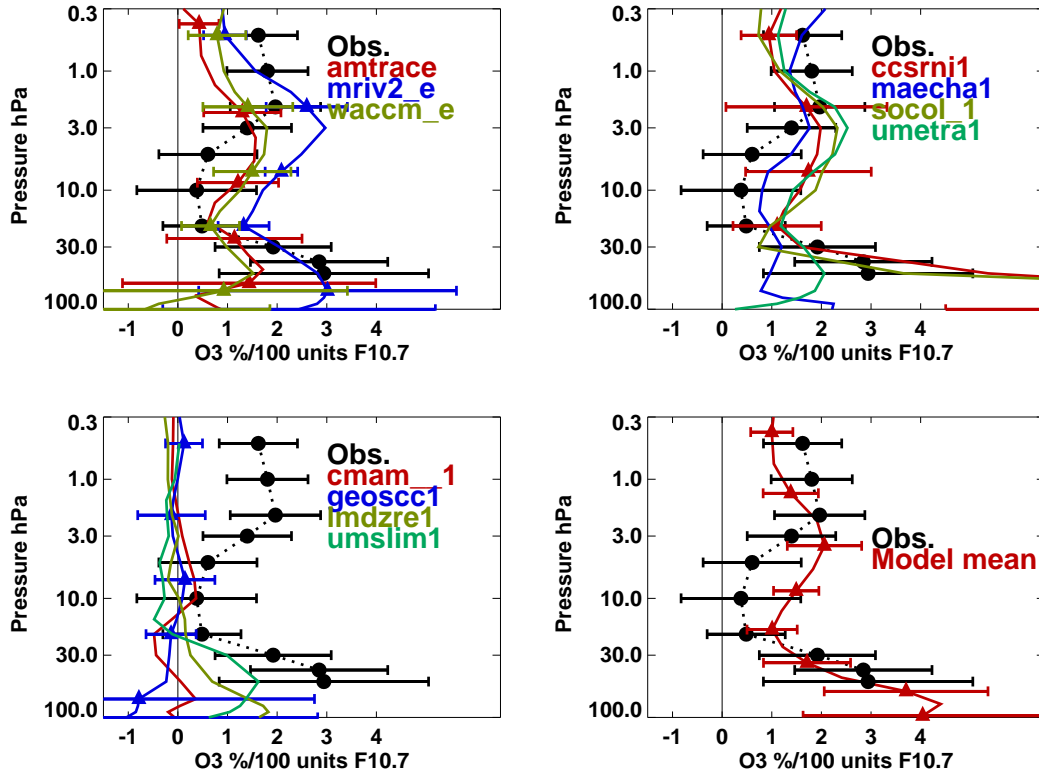 0.3
1.0
3.0
10.0
30.0
100.0
Pressure hPa
Obs.
amtrace
mriv2_e
waccm_e
-1 0 1 2 3 4
O3 %/100 units F10.7
0.3
1.0
3.0
10.0
30.0
100.0
Pressure hPa
Obs.
ccsrni1
maecha1
socol_1
umetra1
-1 0 1 2 3 4
O3 %/100 units F10.7
0.3
1.0
3.0
10.0
30.0
100.0
Pressure hPa
Obs.
cmam__1
geoscc1
lmdzre1
umslim1
-1 0 1 2 3 4
O3 %/100 units F10.7
0.3
1.0
3.0
10.0
30.0
100.0
Pressure hPa
Obs.
Model mean
-1 0 1 2 3 4
O3 %/100 units F10.7